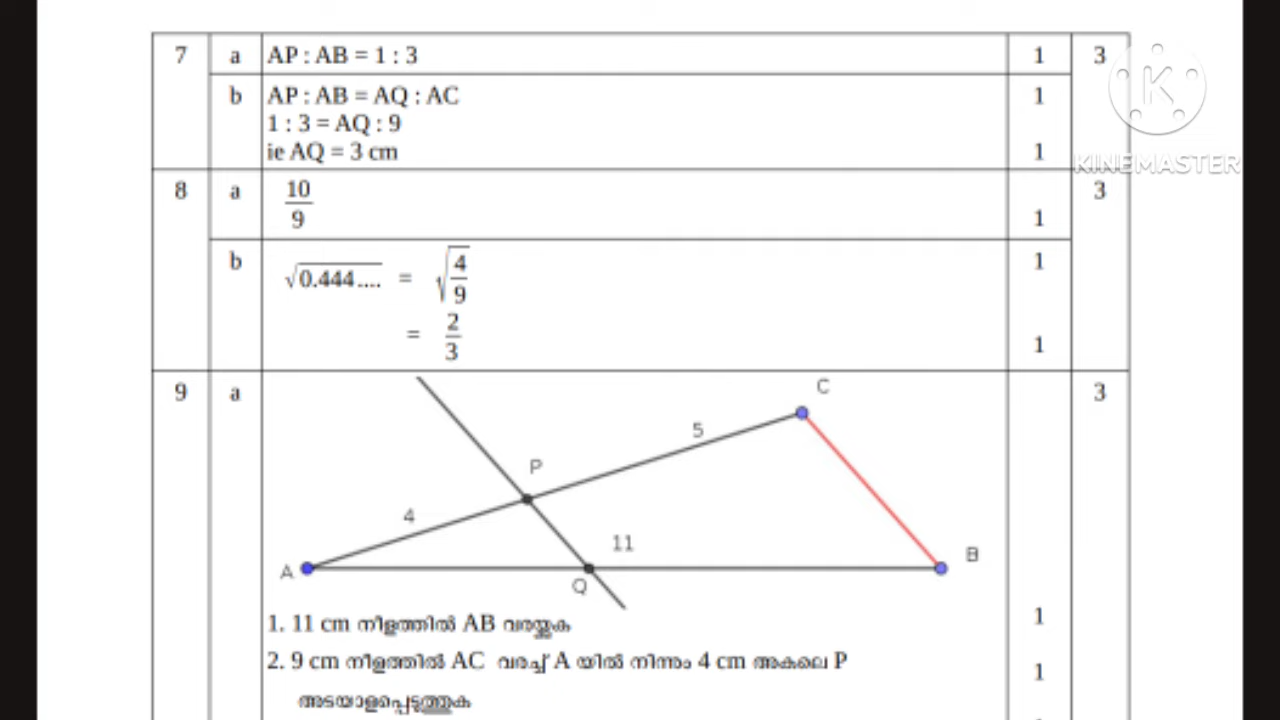 7 a AP : AB = 1 : 3 1 3
b AP : AB = AQ : AC 1
1 : 3 = AQ : 9
ie AQ = 3 cm 1
KINEMASTER
8 a 10/9 1 3
b √0.444.... = √4/9 1
= 2/3 1
9 a 3
C
5
P
4
11
B
A
Q
1. 11 cm നീളത്തിൽ AB വരയ്ക്കുക 1
2. 9 cm നീളത്തിൽ AC വരച്ച് A യിൽ നിന്നും 4 cm അകലെ P 1
അടയാളപ്പെടുത്തുക